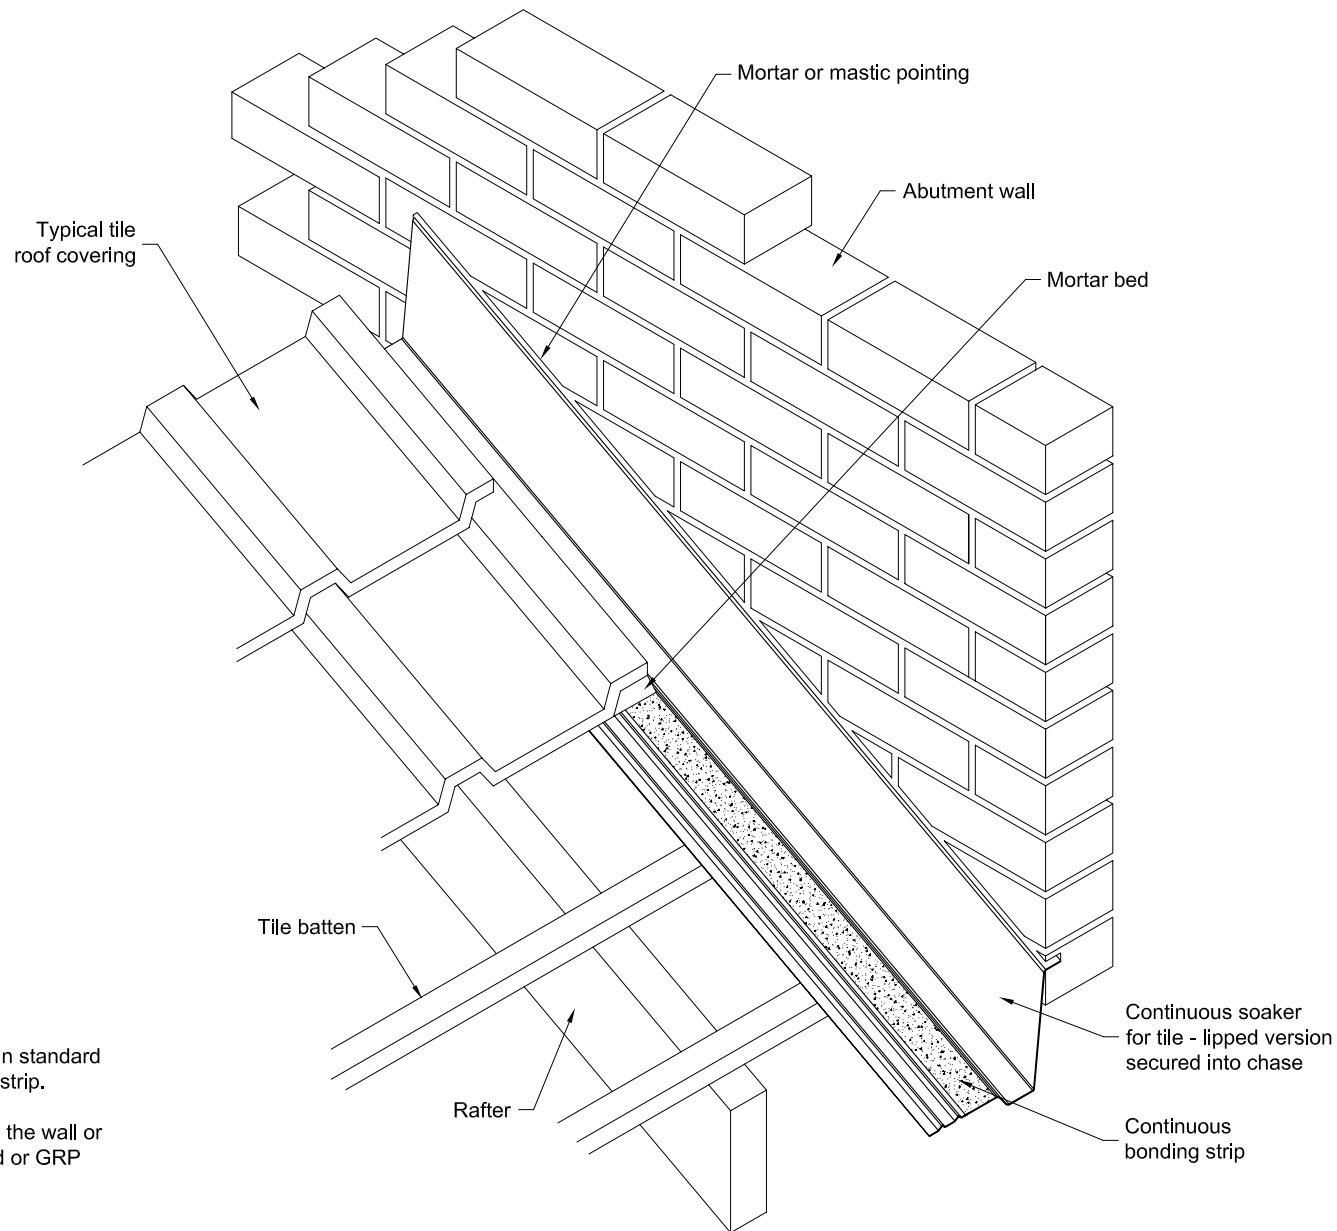 Mortar or mastic pointing
Abutment wall
Typical tile
roof covering
Mortar bed
Tile batten
Rafter
Continuous soaker
for tile - lipped version
secured into chase
Continuous
bonding strip
n standard
strip.
the wall or
or GRP